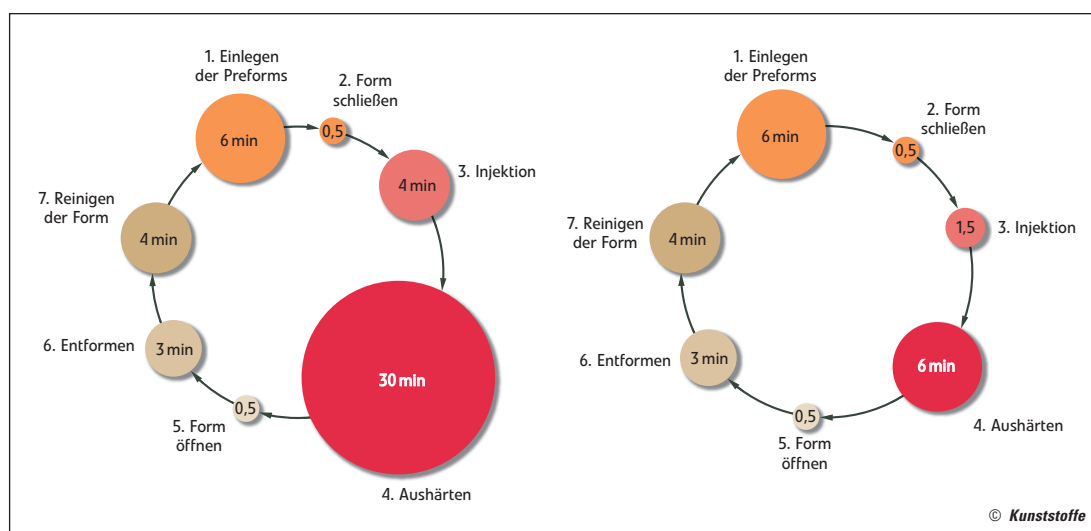 1. Einlegen
der Preforms
6 min
2. Form
schließen
0,5
3. Injektion
4 min
30 min
4. Aushärten
0,5
5. Form
öffnen
6. Entformen
3 min
7. Reinigen
der Form
4 min
1. Einlegen
der Preforms
6 min
2. Form
schließen
0,5
3. Injektion
1,5
6 min
4. Aushärten
0,5
5. Form
öffnen
6. Entformen
3 min
7. Reinigen
der Form
4 min
© Kunststoffe